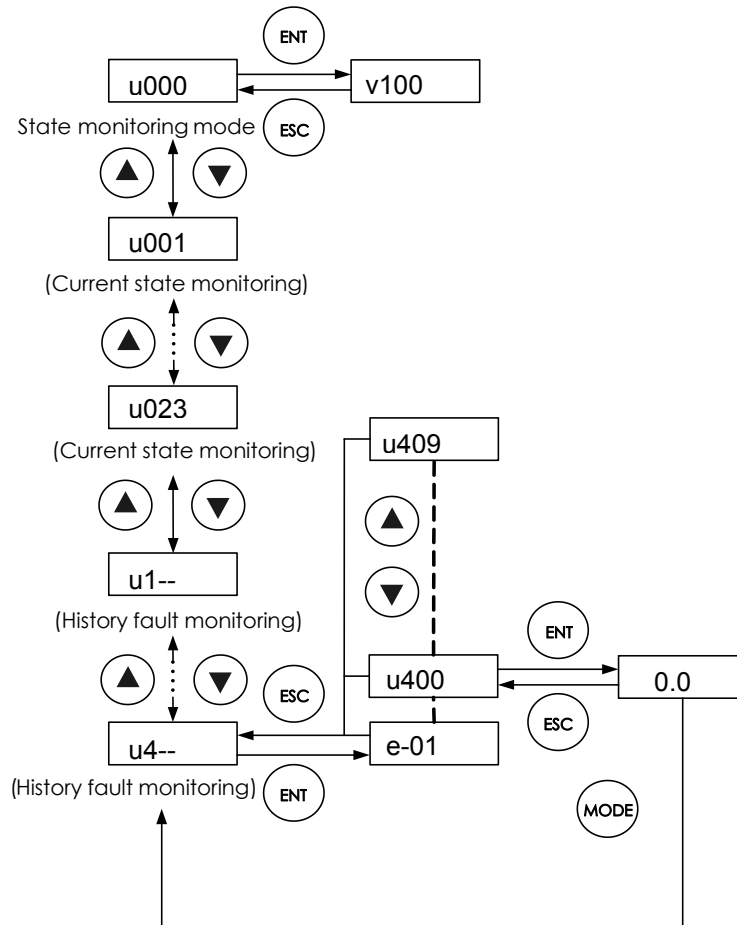 ENT
u000
v100
State monitoring mode
ESC
u001
(Current state monitoring)
u023
(Current state monitoring)
u409
u1--
(History fault monitoring)
ENT
u400
0.0
ESC
ESC
u4--
e-01
(History fault monitoring)
ENT
MODE